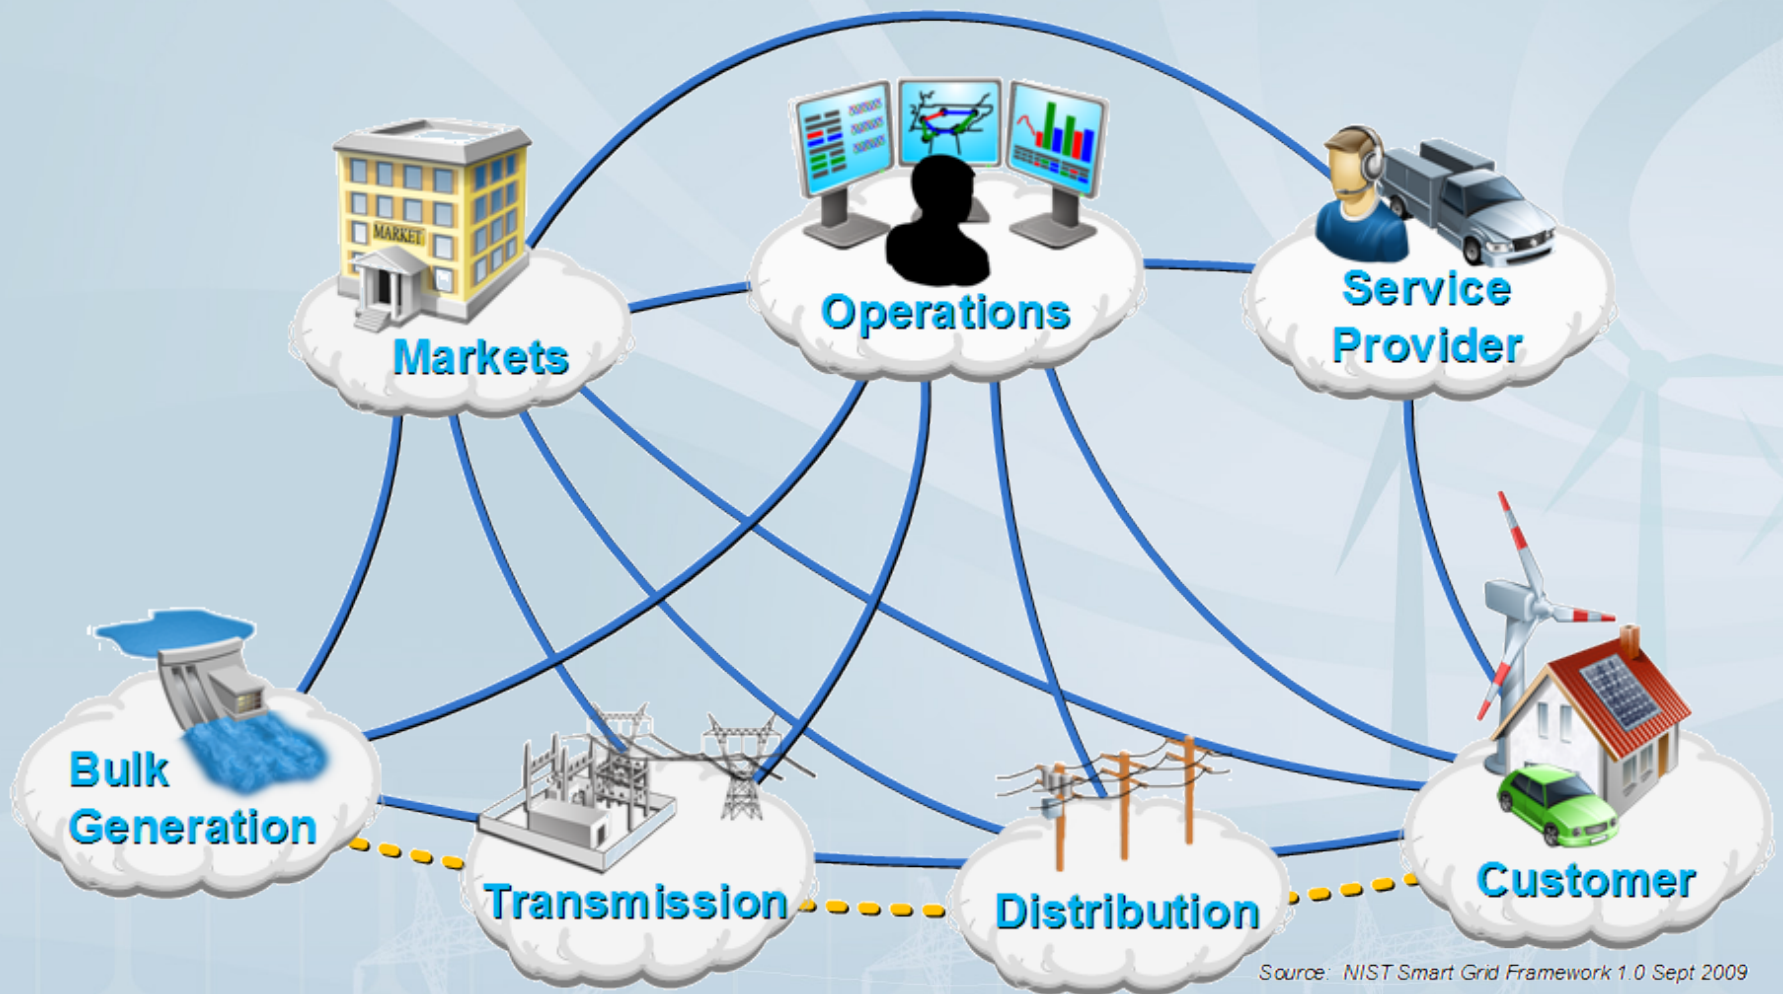 MARKET
Markets
Operations
Service
Provider
Bulk
Generation
Transmission
Distribution
Customer
Source: NIST Smart Grid Framework 1.0 Sept 2009